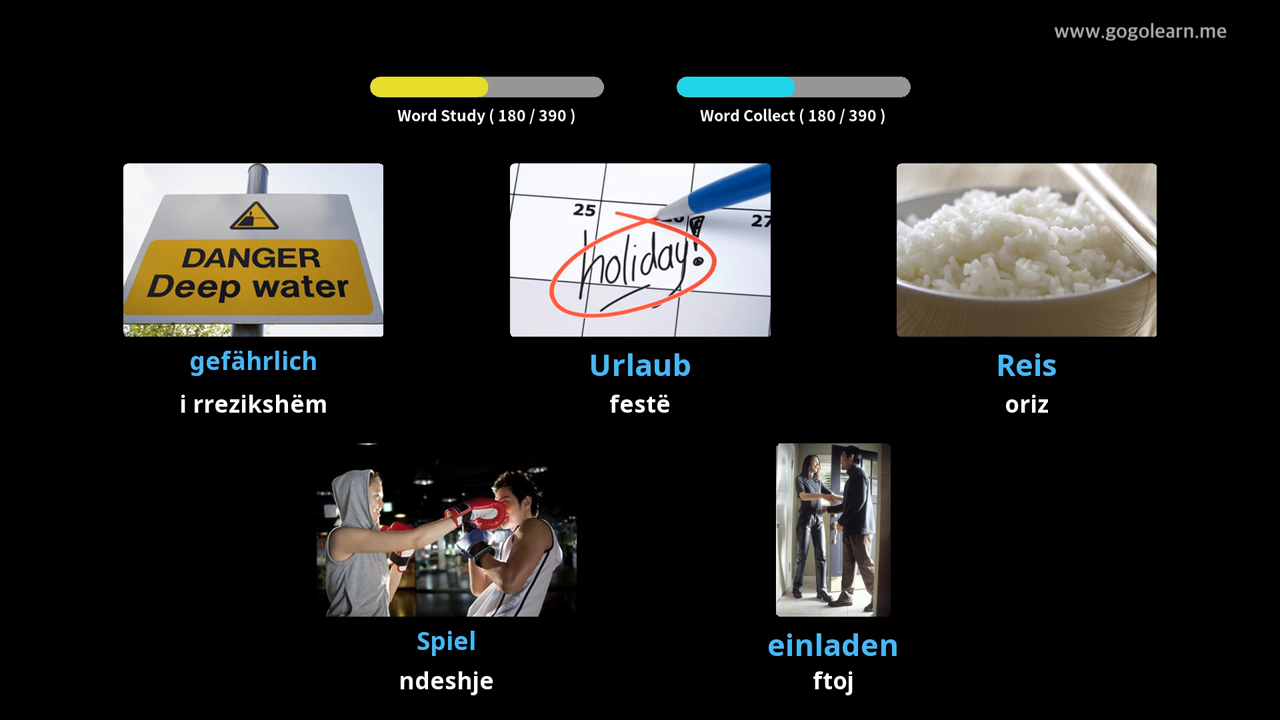 www.gogolearn.me
Word Study ( 180 / 390 )
Word Collect ( 180 / 390 )
DANGER
Deep water
25
27
holiday!
gefährlich
i rrezikshëm
Urlaub
festë
Reis
oriz
Spiel
ndeshje
einladen
ftoj